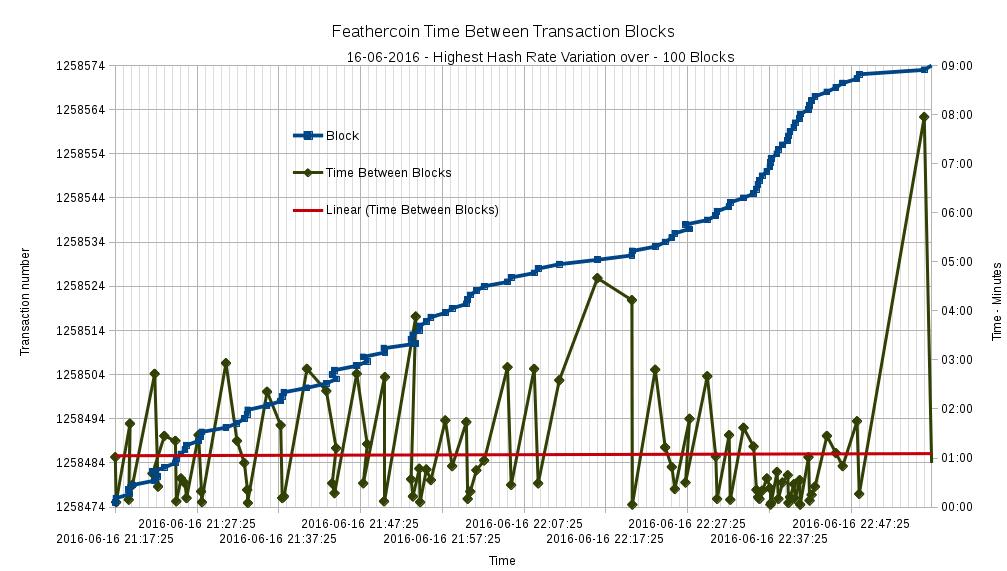 Feathercoin Time Between Transaction Blocks
16-06-2016 - Highest Hash Rate Variation over - 100 Blocks
1258574
1258564
1258554
1258544
1258534
1258524
1258514
1258504
1258494
1258484
1258474
Transaction number
Block
Time Between Blocks
Linear (Time Between Blocks)
09:00
08:00
07:00
06:00
05:00
04:00
03:00
02:00
01:00
00:00
Time - Minutes
2016-06-16 21:27:25 2016-06-16 21:47:25 2016-06-16 22:07:25 2016-06-16 22:27:25 2016-06-16 22:47:25
2016-06-16 21:17:25 2016-06-16 21:37:25 2016-06-16 21:57:25 2016-06-16 22:17:25 2016-06-16 22:37:25
Time